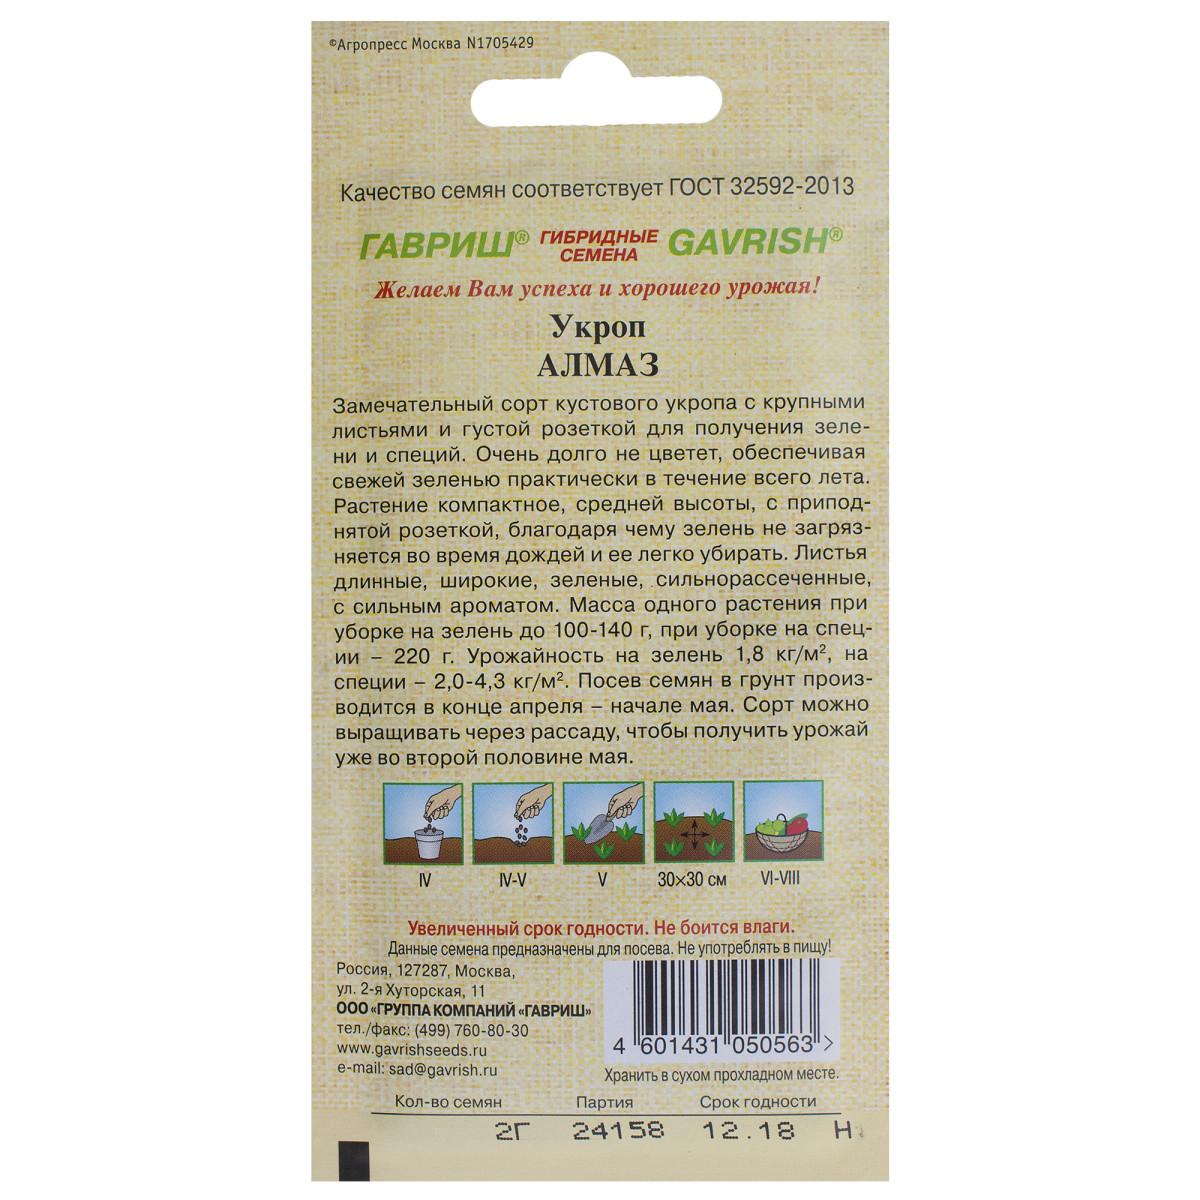 ©Агропресс Москва N1705429
Качество семян соответствует ГОСТ 32592-2013
ГАВРИШ® ГИБРИДНЫЕ СЕМЕНА GAVRISH®
Желаем Вам успеха и хорошего урожая!
Укроп
АЛМАЗ
Замечательный сорт кустового укропа с крупными
листьями и густой розеткой для получения зеле-
ни и специй. Очень долго не цветет, обеспечивая
свежей зеленью практически в течение всего лета.
Растение компактное, средней высоты, с припод-
нятой розеткой, благодаря чему зелень не загряз-
няется во время дождей и ее легко убирать. Листья
длинные, широкие, зеленые, сильнорассеченные,
с сильным ароматом. Масса одного растения при
уборке на зелень до 100-140 г, при уборке на спец-
ии – 220 г. Урожайность на зелень 1,8 кг/м², на
специи – 2,0-4,3 кг/м². Посев семян в грунт произ-
водится в конце апреля – начале мая. Сорт можно
выращивать через рассаду, чтобы получить урожай
уже во второй половине мая.
IV IV-V V 30×30 см VI-VIII
Увеличенный срок годности. Не боится влаги.
Данные семена предназначены для посева. Не употреблять в пищу!
Россия, 127287, Москва,
ул. 2-я Хуторская, 11
ООО «ГРУППА КОМПАНИЙ «ГАВРИШ»
тел./факс: (499) 760-80-30
www.gavrishseeds.ru
e-mail: sad@gavrish.ru
4 601431 050563 >
Хранить в сухом прохладном месте.
Кол-во семян Партия Срок годности
2Г 24158 12.18 Н